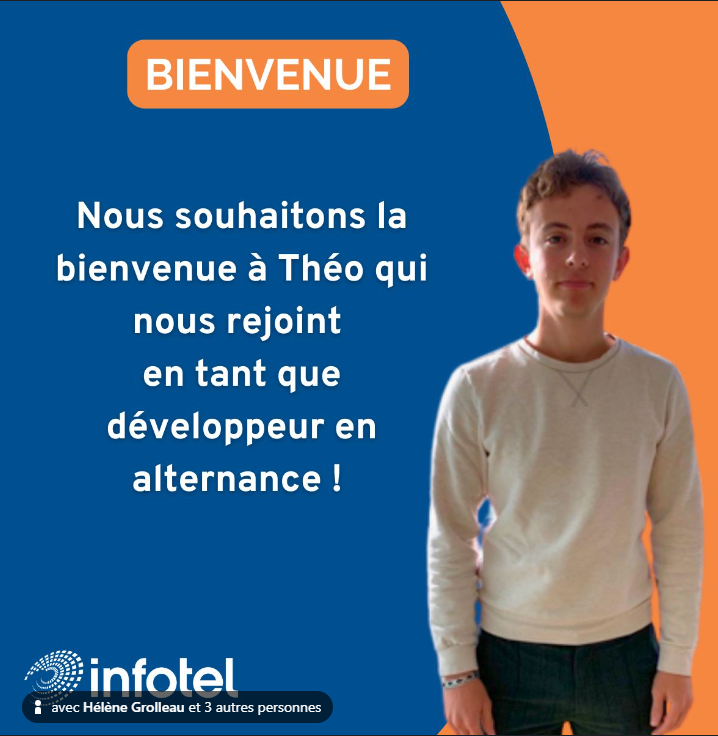 BIENVENUE
Nous souhaitons la
bienvenue à Théo qui
nous rejoint
en tant que
développeur en
alternance !
infotel
avec Hélène Grolleau et 3 autres personnes